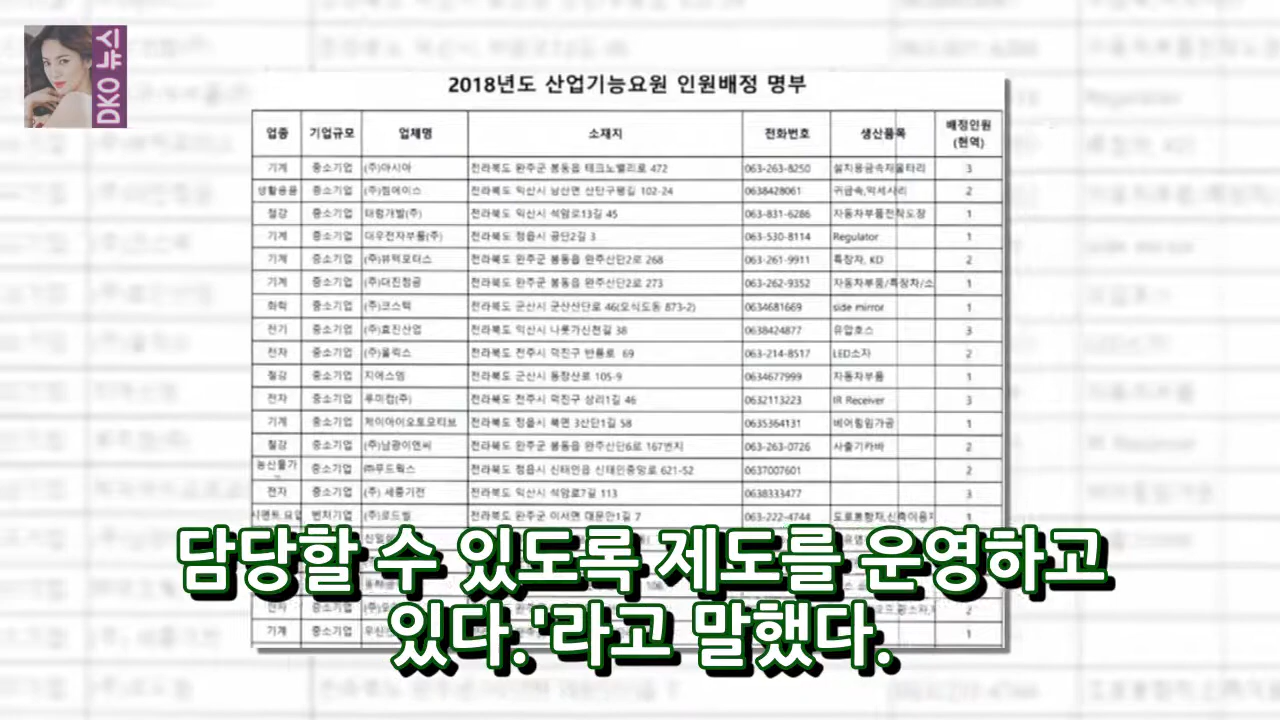 DKO 뉴스
2018년도 산업기능요원 인원배정 명부
업종 기업규모 업체명 소재지 전화번호 생산품목 배정인원 (현역)
기계 중소기업 (주)아시아 전라북도 완주군 봉동읍 테크노밸리로 472 063-263-8250 설치용금속제울타리 3
생활용품 중소기업 (주)젬에이스 전라북도 익산시 남산면 산단구평길 102-24 0638428061 귀금속,악세사리 2
철강 중소기업 태형개발(주) 전라북도 익산시 석암로13길 45 063-831-6286 자동차부품전착도장 1
기계 중소기업 대우전자부품(주) 전라북도 정읍시 공단2길 3 063-530-8114 Regulator 1
기계 중소기업 (주)뷰텍모터스 전라북도 완주군 봉동읍 완주산단2로 268 063-261-9911 특장차, KD 2
기계 중소기업 (주)대진정공 전라북도 완주군 봉동읍 완주산단2로 273 063-262-9352 자동차부품/특장차/소 1
화학 중소기업 (주)코스텍 전라북도 군산시 군산산단로 46(오식도동 873-2) 0634681669 side mirror 1
전기 중소기업 (주)효진산업 전라북도 익산시 나룻가신천길 38 0638424877 유압호스 3
전자 중소기업 (주)올릭스 전라북도 전주시 덕진구 반룡로 69 063-214-8517 LED소자 2
철강 중소기업 지에스엠 전라북도 군산시 동장산로 105-9 0634677999 자동차부품 1
전자 중소기업 루미컴(주) 전라북도 전주시 덕진구 상리1길 46 0632113223 IR Receiver 3
기계 중소기업 제이아이오토모티브 전라북도 정읍시 북면 3산단1길 58 0635364131 베어링임가공 1
철강 중소기업 (주)남광이엔씨 전라북도 완주군 봉동읍 완주산단6로 167번지 063-263-0726 사출기카바 2
농산물가 중소기업 ㈜푸드웍스 전라북도 정읍시 신태인읍 신태인중앙로 621-52 0637007601 2
전자 중소기업 (주) 세종기전 전라북도 익산시 석암로7길 113 0638333477 3
벤처기업 (주)로드씰 전라북도 완주군 이서면 대문안1길 7 063-222-4744 도로봉함재,신축이음 1
담당할 수 있도록 제도를 운영하고
전자 중소기업 2
있다.'라고 말했다.
기계 중소기업 1